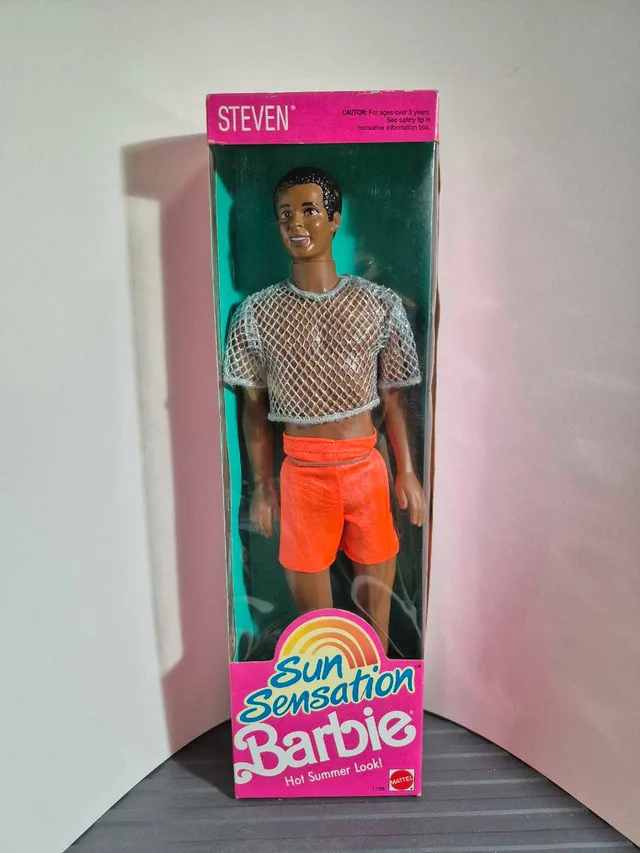 STEVEN®
CAUTION: For ages over 3 years.
See safety tip in
consumer information box.
Sun
Sensation™
Barbie®
Hot Summer Look!
MATTEL